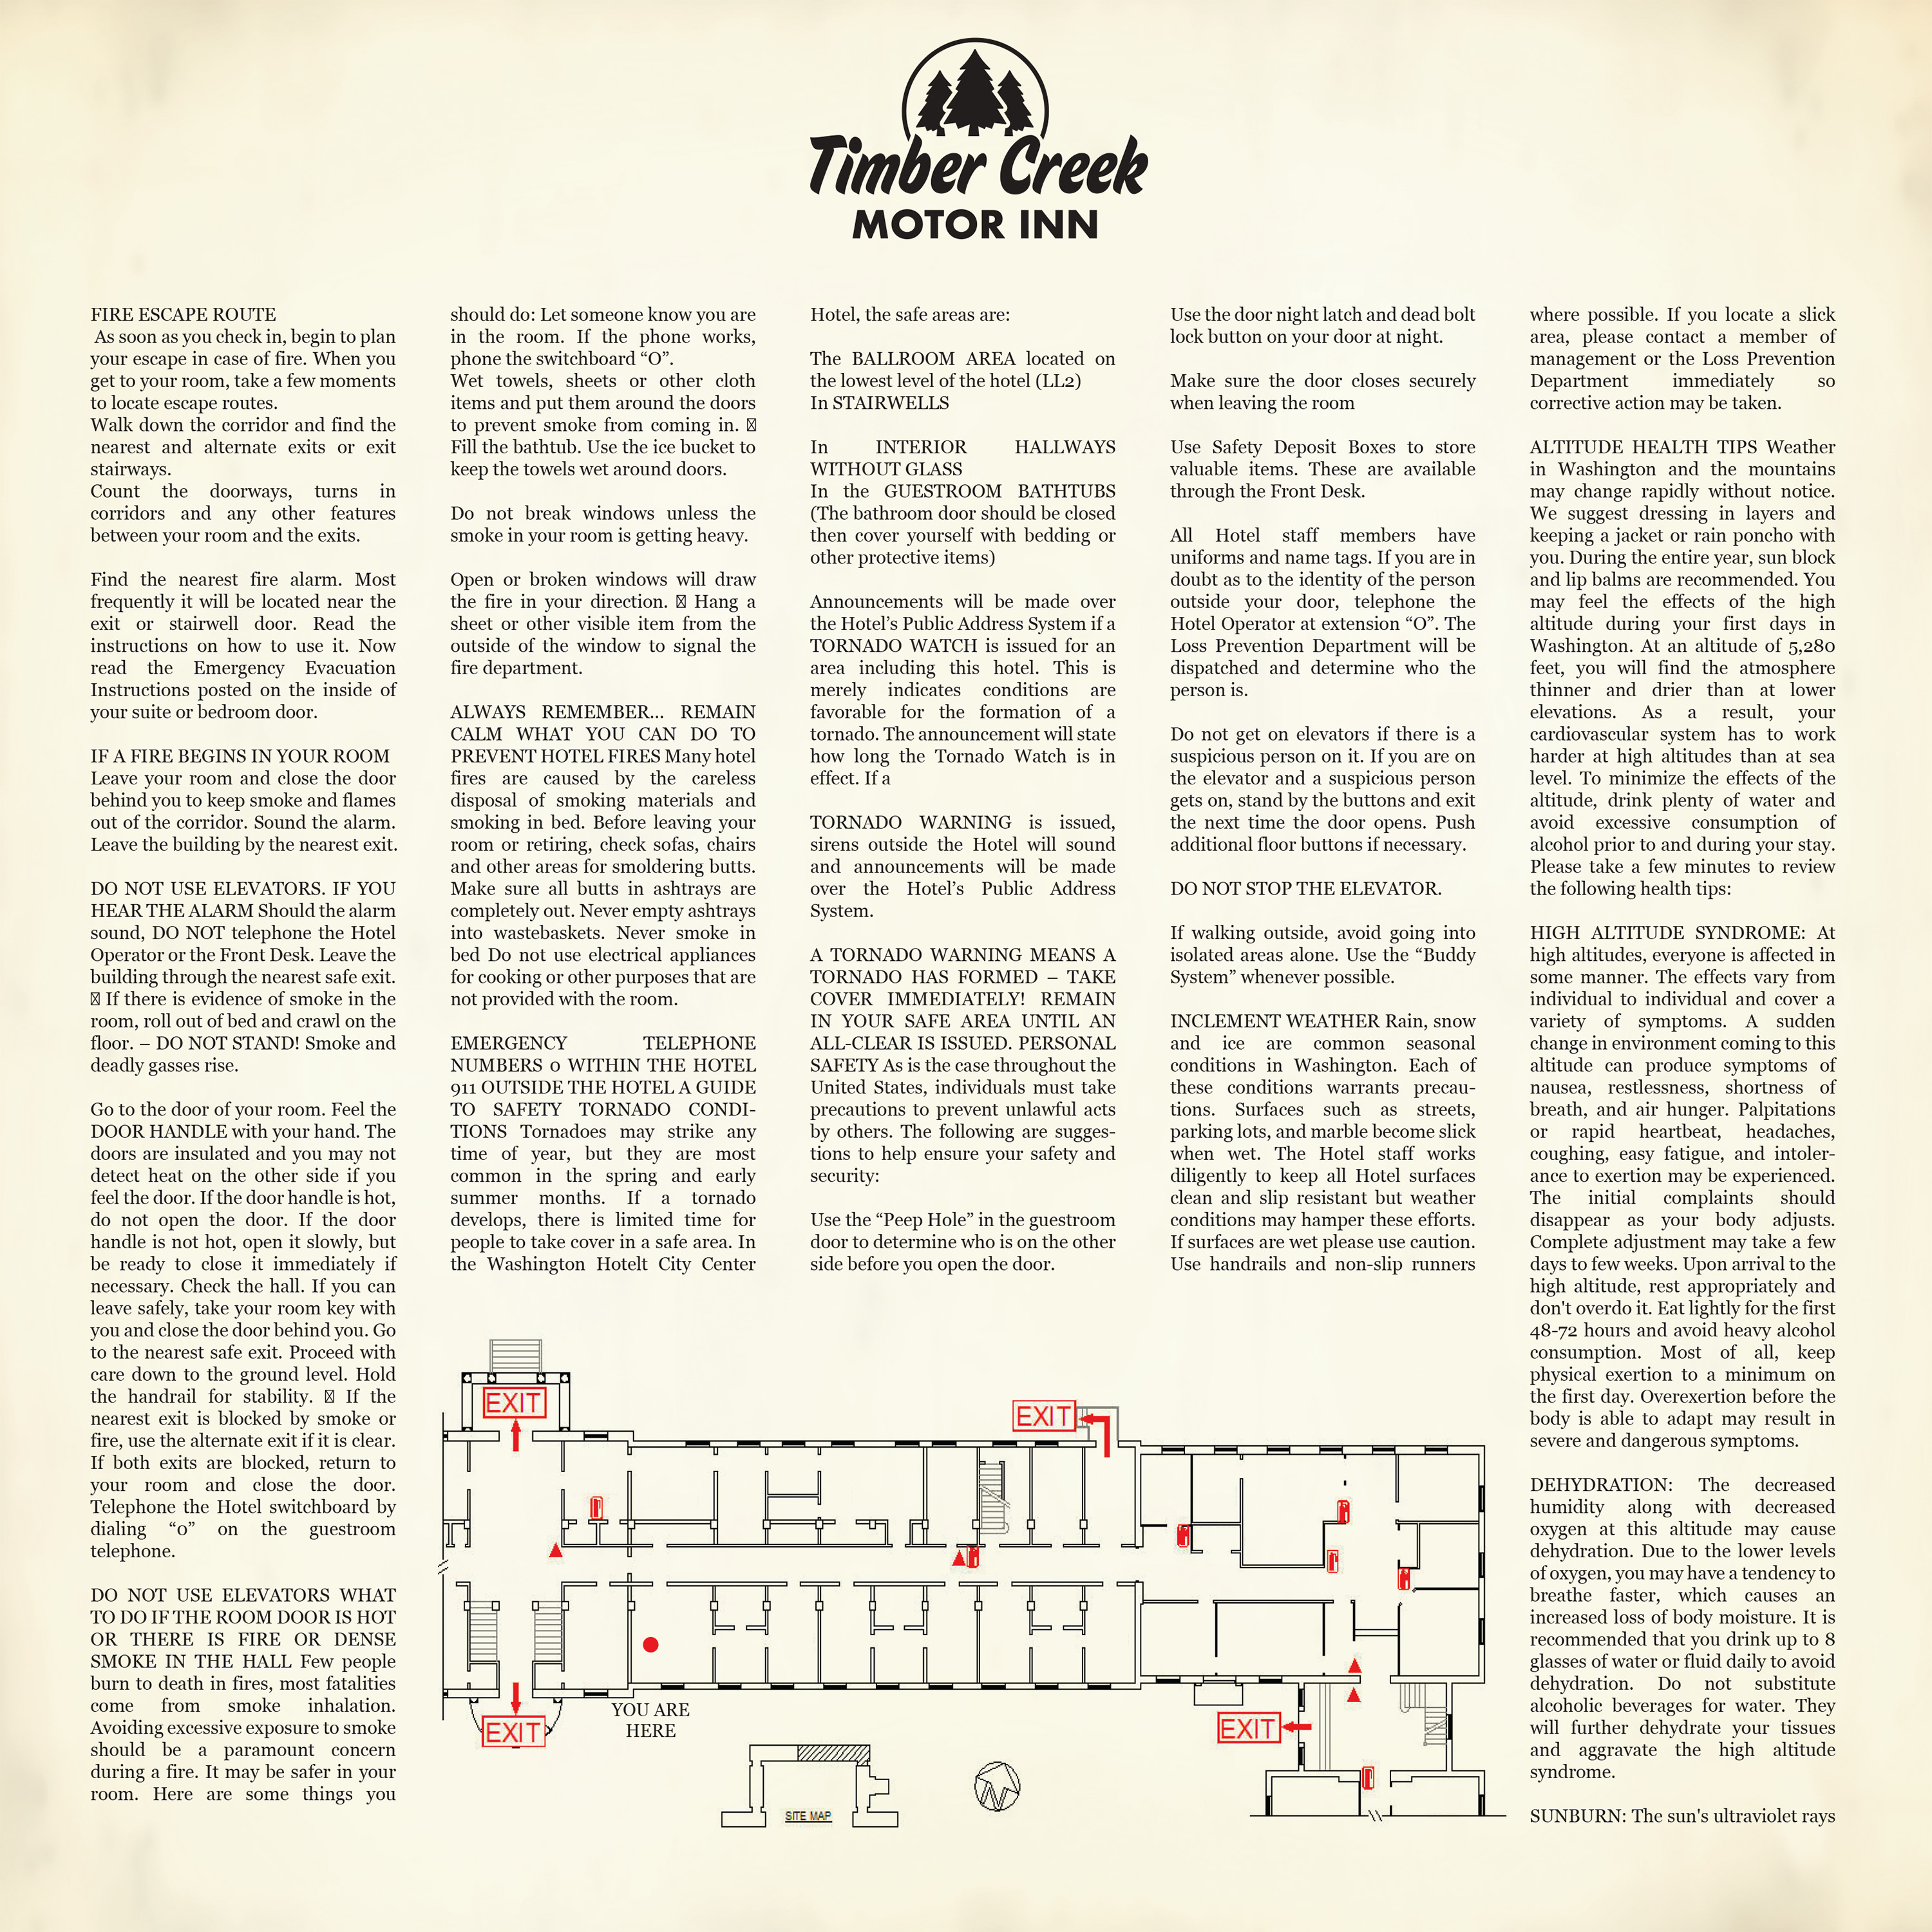 Timber Creek
MOTOR INN
FIRE ESCAPE ROUTE
As soon as you check in, begin to plan
your escape in case of fire. When you
get to your room, take a few moments
to locate escape routes.
Walk down the corridor and find the
nearest and alternate exits or exit
stairways.
Count the doorways, turns in
corridors and any other features
between your room and the exits.
Find the nearest fire alarm. Most
frequently it will be located near the
exit or stairwell door. Read the
instructions on how to use it. Now
read the Emergency Evacuation
Instructions posted on the inside of
your suite or bedroom door.
IF A FIRE BEGINS IN YOUR ROOM
Leave your room and close the door
behind you to keep smoke and flames
out of the corridor. Sound the alarm.
Leave the building by the nearest exit.
DO NOT USE ELEVATORS. IF YOU
HEAR THE ALARM Should the alarm
sound, DO NOT telephone the Hotel
Operator or the Front Desk. Leave the
building through the nearest safe exit.
If there is evidence of smoke in the
room, roll out of bed and crawl on the
floor. – DO NOT STAND! Smoke and
deadly gasses rise.
Go to the door of your room. Feel the
DOOR HANDLE with your hand. The
doors are insulated and you may not
detect heat on the other side if you
feel the door. If the door handle is hot,
do not open the door. If the door
handle is not hot, open it slowly, but
be ready to close it immediately if
necessary. Check the hall. If you can
leave safely, take your room key with
you and close the door behind you. Go
to the nearest safe exit. Proceed with
care down to the ground level. Hold
the handrail for stability. If the
nearest exit is blocked by smoke or
fire, use the alternate exit if it is clear.
If both exits are blocked, return to
your room and close the door.
Telephone the Hotel switchboard by
dialing “0” on the guestroom
telephone.
DO NOT USE ELEVATORS WHAT
TO DO IF THE ROOM DOOR IS HOT
OR THERE IS FIRE OR DENSE
SMOKE IN THE HALL Few people
burn to death in fires, most fatalities
come from smoke inhalation.
Avoiding excessive exposure to smoke
should be a paramount concern
during a fire. It may be safer in your
room. Here are some things you
should do: Let someone know you are
in the room. If the phone works,
phone the switchboard “O”.
Wet towels, sheets or other cloth
items and put them around the doors
to prevent smoke from coming in.
Fill the bathtub. Use the ice bucket to
keep the towels wet around doors.
Do not break windows unless the
smoke in your room is getting heavy.
Open or broken windows will draw
the fire in your direction. Hang a
sheet or other visible item from the
outside of the window to signal the
fire department.
ALWAYS REMEMBER... REMAIN
CALM WHAT YOU CAN DO TO
PREVENT HOTEL FIRES Many hotel
fires are caused by the careless
disposal of smoking materials and
smoking in bed. Before leaving your
room or retiring, check sofas, chairs
and other areas for smoldering butts.
Make sure all butts in ashtrays are
completely out. Never empty ashtrays
into wastebaskets. Never smoke in
bed Do not use electrical appliances
for cooking or other purposes that are
not provided with the room.
EMERGENCY TELEPHONE
NUMBERS 0 WITHIN THE HOTEL
911 OUTSIDE THE HOTEL A GUIDE
TO SAFETY TORNADO CONDI-
TIONS Tornadoes may strike any
time of year, but they are most
common in the spring and early
summer months. If a tornado
develops, there is limited time for
people to take cover in a safe area. In
the Washington Hotelt City Center
Hotel, the safe areas are:
The BALLROOM AREA located on
the lowest level of the hotel (LL2)
In STAIRWELLS
In INTERIOR HALLWAYS
WITHOUT GLASS
In the GUESTROOM BATHTUBS
(The bathroom door should be closed
then cover yourself with bedding or
other protective items)
Announcements will be made over
the Hotel’s Public Address System if a
TORNADO WATCH is issued for an
area including this hotel. This is
merely indicates conditions are
favorable for the formation of a
tornado. The announcement will state
how long the Tornado Watch is in
effect. If a
TORNADO WARNING is issued,
sirens outside the Hotel will sound
and announcements will be made
over the Hotel’s Public Address
System.
A TORNADO WARNING MEANS A
TORNADO HAS FORMED – TAKE
COVER IMMEDIATELY! REMAIN
IN YOUR SAFE AREA UNTIL AN
ALL-CLEAR IS ISSUED. PERSONAL
SAFETY As is the case throughout the
United States, individuals must take
precautions to prevent unlawful acts
by others. The following are sugges-
tions to help ensure your safety and
security:
Use the “Peep Hole” in the guestroom
door to determine who is on the other
side before you open the door.
Use the door night latch and dead bolt
lock button on your door at night.
Make sure the door closes securely
when leaving the room
Use Safety Deposit Boxes to store
valuable items. These are available
through the Front Desk.
All Hotel staff members have
uniforms and name tags. If you are in
doubt as to the identity of the person
outside your door, telephone the
Hotel Operator at extension “O”. The
Loss Prevention Department will be
dispatched and determine who the
person is.
Do not get on elevators if there is a
suspicious person on it. If you are on
the elevator and a suspicious person
gets on, stand by the buttons and exit
the next time the door opens. Push
additional floor buttons if necessary.
DO NOT STOP THE ELEVATOR.
If walking outside, avoid going into
isolated areas alone. Use the “Buddy
System” whenever possible.
INCLEMENT WEATHER Rain, snow
and ice are common seasonal
conditions in Washington. Each of
these conditions warrants precau-
tions. Surfaces such as streets,
parking lots, and marble become slick
when wet. The Hotel staff works
diligently to keep all Hotel surfaces
clean and slip resistant but weather
conditions may hamper these efforts.
If surfaces are wet please use caution.
Use handrails and non-slip runners
where possible. If you locate a slick
area, please contact a member of
management or the Loss Prevention
Department immediately so
corrective action may be taken.
ALTITUDE HEALTH TIPS Weather
in Washington and the mountains
may change rapidly without notice.
We suggest dressing in layers and
keeping a jacket or rain poncho with
you. During the entire year, sun block
and lip balms are recommended. You
may feel the effects of the high
altitude during your first days in
Washington. At an altitude of 5,280
feet, you will find the atmosphere
thinner and drier than at lower
elevations. As a result, your
cardiovascular system has to work
harder at high altitudes than at sea
level. To minimize the effects of the
altitude, drink plenty of water and
avoid excessive consumption of
alcohol prior to and during your stay.
Please take a few minutes to review
the following health tips:
HIGH ALTITUDE SYNDROME: At
high altitudes, everyone is affected in
some manner. The effects vary from
individual to individual and cover a
variety of symptoms. A sudden
change in environment coming to this
altitude can produce symptoms of
nausea, restlessness, shortness of
breath, and air hunger. Palpitations
or rapid heartbeat, headaches,
coughing, easy fatigue, and intoler-
ance to exertion may be experienced.
The initial complaints should
disappear as your body adjusts.
Complete adjustment may take a few
days to few weeks. Upon arrival to the
high altitude, rest appropriately and
don't overdo it. Eat lightly for the first
48-72 hours and avoid heavy alcohol
consumption. Most of all, keep
physical exertion to a minimum on
the first day. Overexertion before the
body is able to adapt may result in
severe and dangerous symptoms.
DEHYDRATION: The decreased
humidity along with decreased
oxygen at this altitude may cause
dehydration. Due to the lower levels
of oxygen, you may have a tendency to
breathe faster, which causes an
increased loss of body moisture. It is
recommended that you drink up to 8
glasses of water or fluid daily to avoid
dehydration. Do not substitute
alcoholic beverages for water. They
will further dehydrate your tissues
and aggravate the high altitude
syndrome.
SUNBURN: The sun's ultraviolet rays
EXIT
EXIT
EXIT
YOU ARE
HERE
EXIT
SITE MAP
N